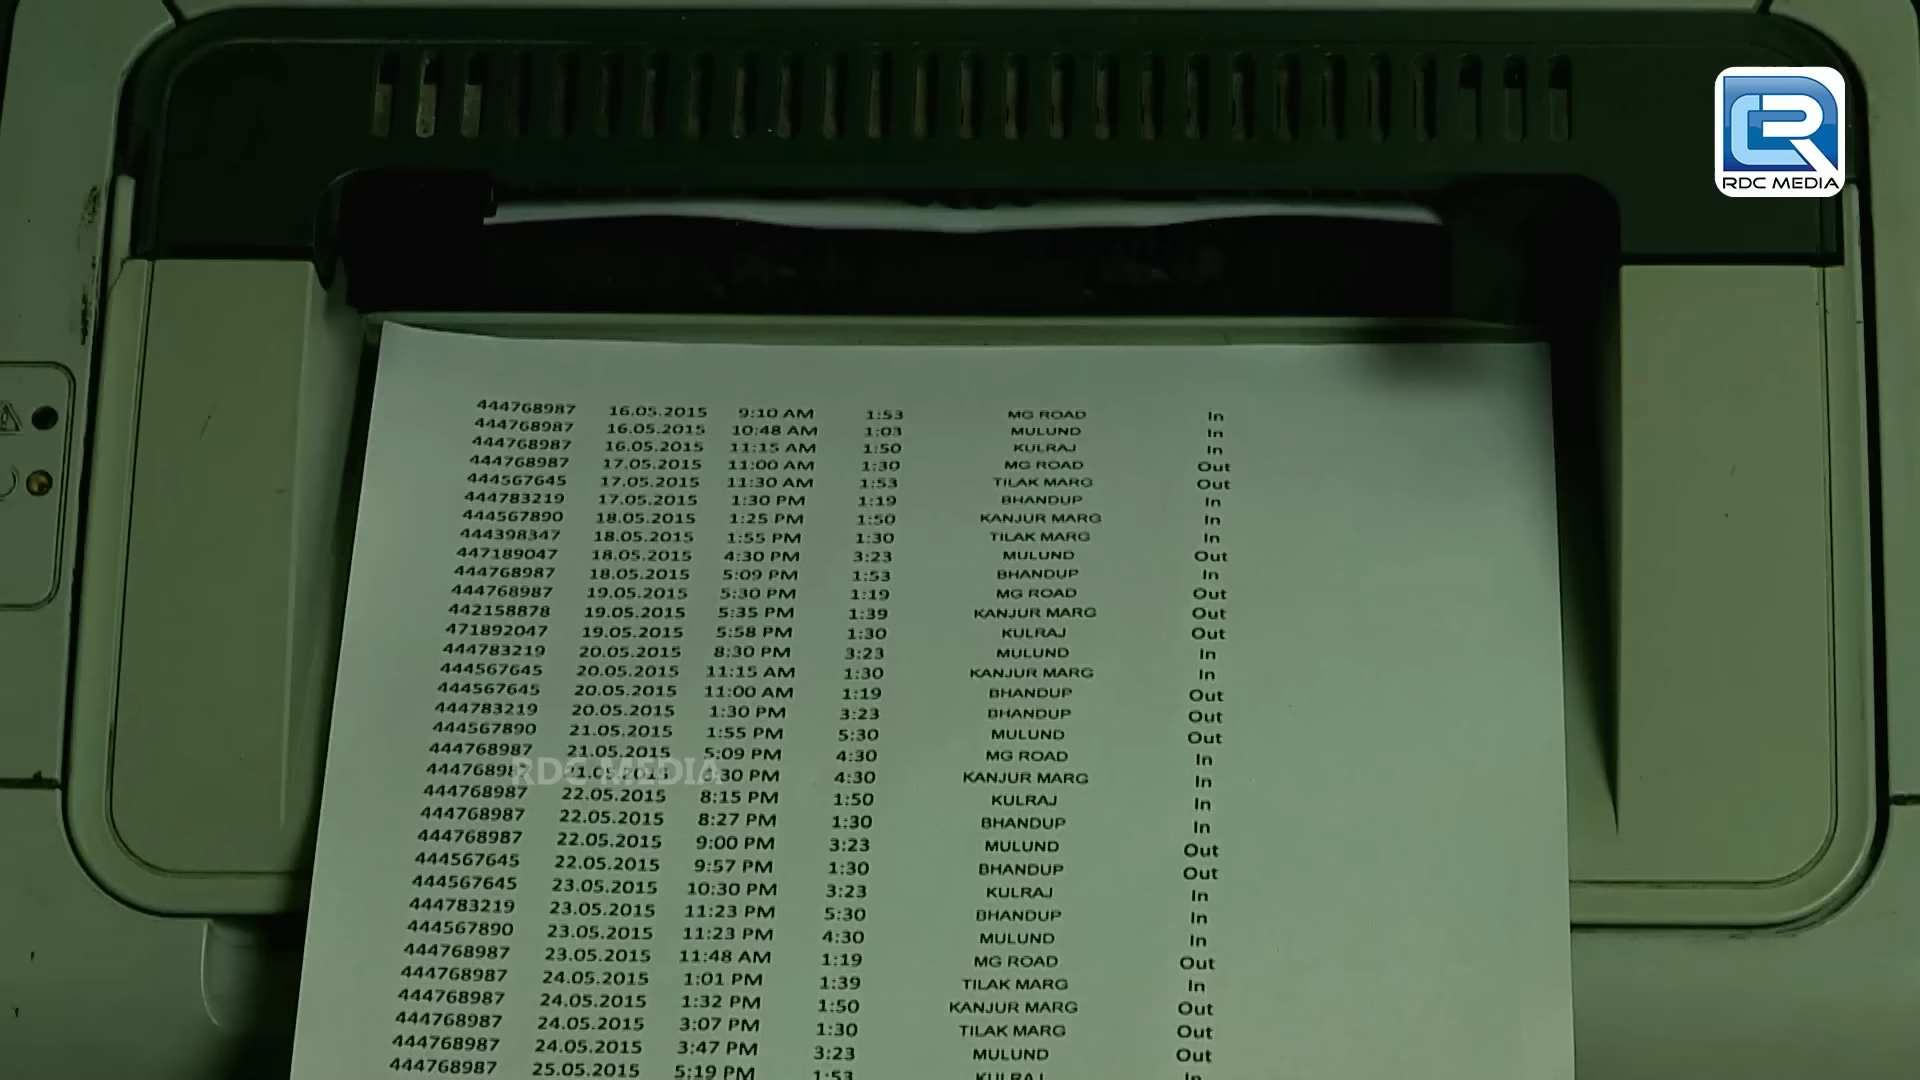 RDC MEDIA
444768987 16.05.2015 9:10 AM 1:53 MG ROAD In
444768987 16.05.2015 10:48 AM 1:03 MULUND In
444768987 16.05.2015 11:15 AM 1:50 KULRAJ In
444768987 17.05.2015 11:00 AM 1:30 MG ROAD Out
444567645 17.05.2015 11:30 AM 1:53 TILAK MARG Out
444783219 17.05.2015 1:30 PM 1:19 BHANDUP In
444567890 18.05.2015 1:25 PM 1:50 KANJUR MARG In
444398347 18.05.2015 1:55 PM 1:30 TILAK MARG In
447189047 18.05.2015 4:30 PM 3:23 MULUND Out
444768987 18.05.2015 5:09 PM 1:53 BHANDUP In
444768987 19.05.2015 5:30 PM 1:19 MG ROAD Out
442158878 19.05.2015 5:35 PM 1:39 KANJUR MARG Out
471892047 19.05.2015 5:58 PM 1:30 KULRAJ Out
444783219 20.05.2015 8:30 PM 3:23 MULUND In
444567645 20.05.2015 11:15 AM 1:30 KANJUR MARG In
444567645 20.05.2015 11:00 AM 1:19 BHANDUP Out
444783219 20.05.2015 1:30 PM 3:23 BHANDUP Out
444567890 21.05.2015 1:55 PM 5:30 MULUND Out
444768987 21.05.2015 5:09 PM 4:30 MG ROAD In
RDC MEDIA
PM 4:30 KANJUR MARG In
444768987 22.05.2015 8:15 PM 1:50 KULRAJ In
444768987 22.05.2015 8:27 PM 1:30 BHANDUP In
444768987 22.05.2015 9:00 PM 3:23 MULUND Out
444567645 22.05.2015 9:57 PM 1:30 BHANDUP Out
444567645 23.05.2015 10:30 PM 3:23 KULRAJ In
444783219 23.05.2015 11:23 PM 5:30 BHANDUP In
444567890 23.05.2015 11:23 PM 4:30 MULUND In
444768987 23.05.2015 11:48 AM 1:19 MG ROAD Out
444768987 24.05.2015 1:01 PM 1:39 TILAK MARG In
444768987 24.05.2015 1:32 PM 1:50 KANJUR MARG Out
444768987 24.05.2015 3:07 PM 1:30 TILAK MARG Out
444768987 24.05.2015 3:47 PM 3:23 MULUND Out
444768987 25.05.2015 5:19 PM 1:53 KULRAJ In